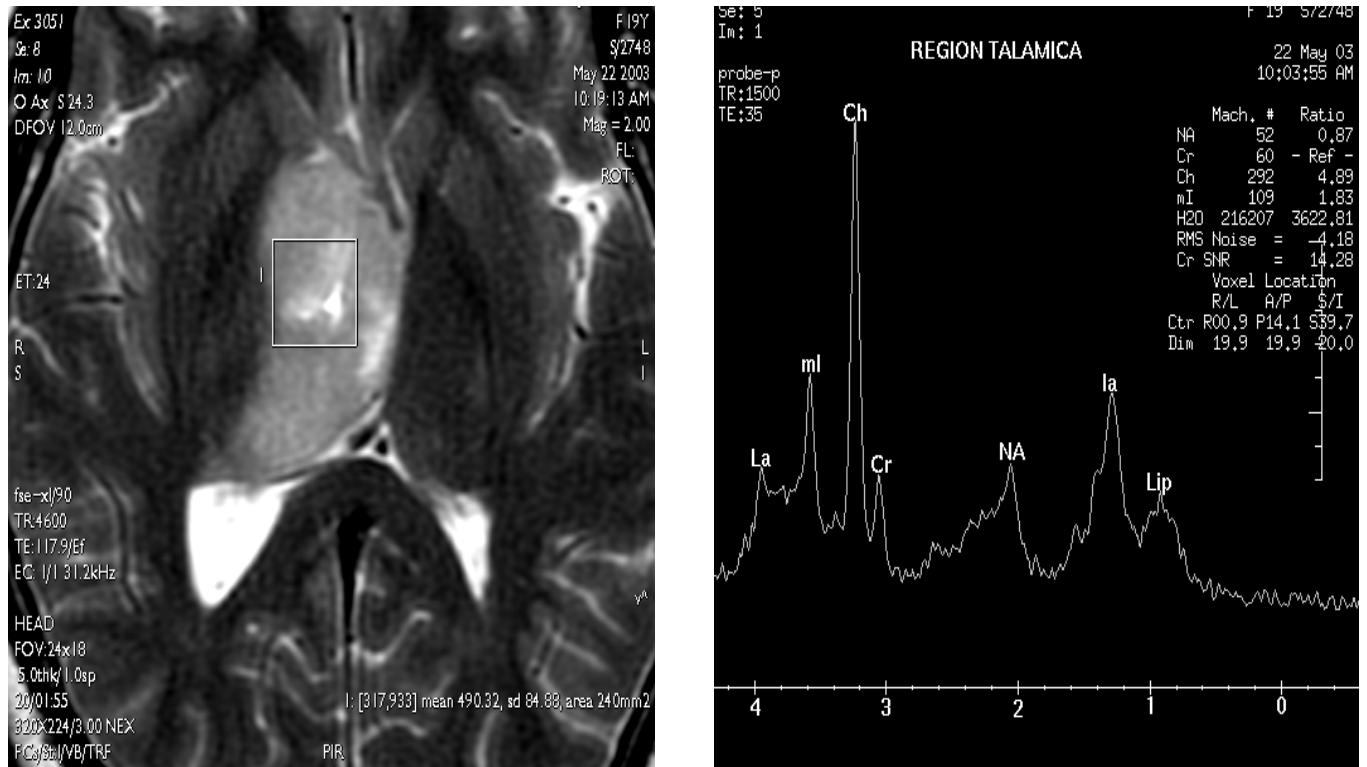 Ex 3051
Se: 8
Im: 10
O Ax S 24.3
DFOV 12.0cm
F 19Y
S/2748
May 22 2003
10:19:13 AM
Mag = 2.00
FL:
ROT:
ET:24
R
S
L
I
I
fse-xl/90
TR:4600
TE:117.9/Ef
EC: 1/1 31.2kHz
HEAD
FOV:24x18
5.0thk/1.0sp
20/01:55
320X224/3.00 NEX
FCs/St:I/VB/TRF
1: [317,933] mean 490.32, sd 84.88, area 240mm2
PIR
Se: 5
Im: 1
F 19 S/2748
REGION TALAMICA
22 May 03
10:03:55 AM
probe-p
TR:1500
TE:35
Mach. # Ratio
NA 52 0.87
Cr 60 - Ref -
Ch 292 4.89
mI 109 1.83
H2O 216207 3622.81
RMS Noise = -4.18
Cr SNR = 14.28
Voxel Location
R/L A/P S/I
Ctr R00.9 P14.1 S39.7
Dim 19.9 19.9 20.0
Ch
mI
La
Cr
NA
la
Lip
4 3 2 1 0